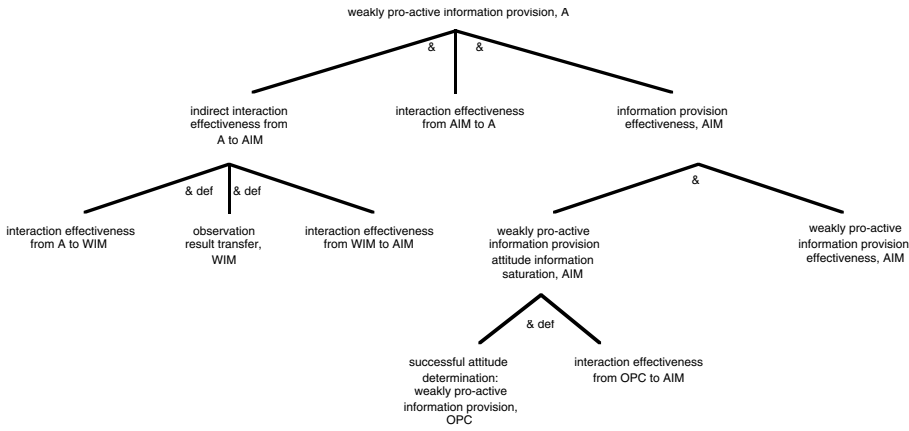 weakly pro-active information provision, A
& &
indirect interaction
effectiveness from
A to AIM
interaction effectiveness
from AIM to A
information provision
effectiveness, AIM
& def & def
&
interaction effectiveness
from A to WIM
observation
result transfer,
WIM
interaction effectiveness
from WIM to AIM
weakly pro-active
information provision
attitude information
saturation, AIM
weakly pro-active
information provision
effectiveness, AIM
& def
successful attitude
determination:
weakly pro-active
information provision,
OPC
interaction effectiveness
from OPC to AIM